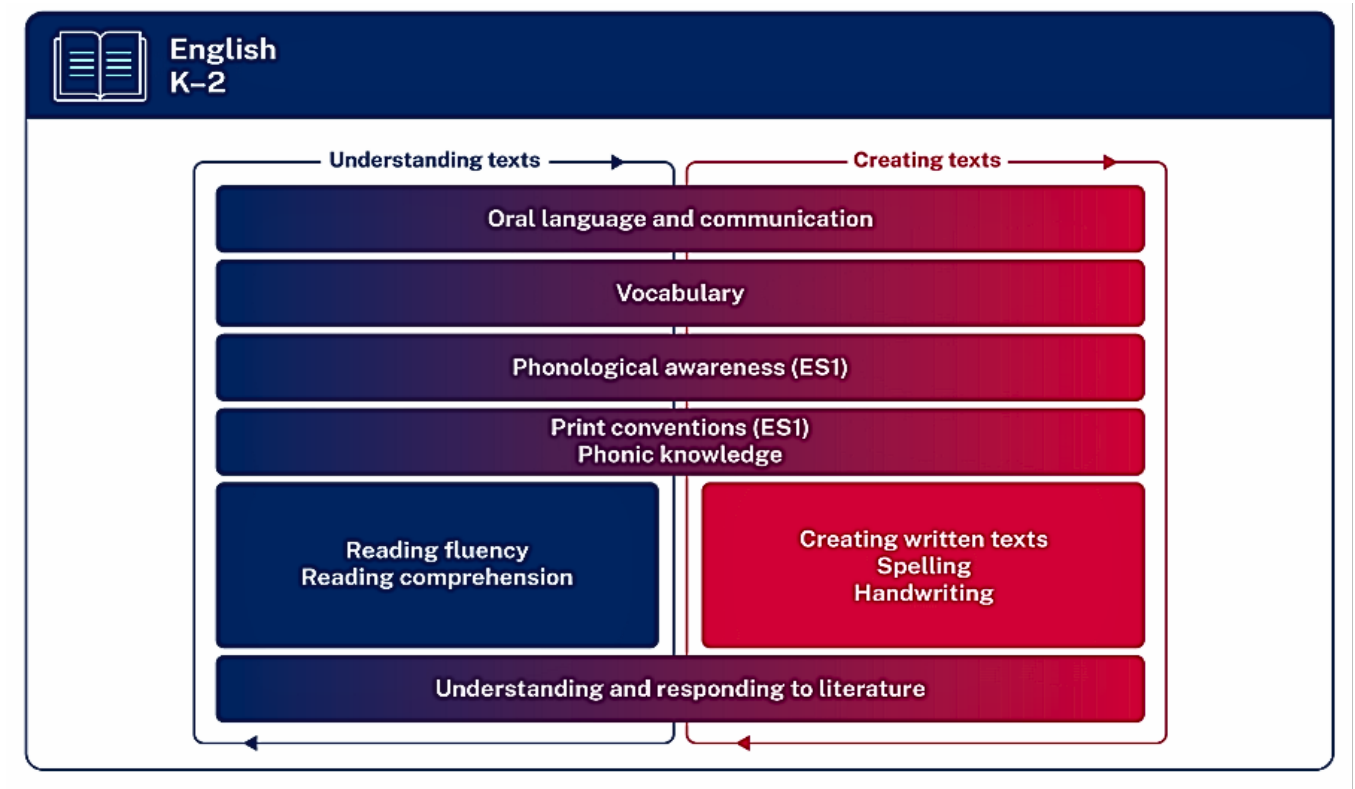 English
K–2
Understanding texts
Creating texts
Oral language and communication
Vocabulary
Phonological awareness (ES1)
Print conventions (ES1)
Phonic knowledge
Reading fluency
Reading comprehension
Creating written texts
Spelling
Handwriting
Understanding and responding to literature